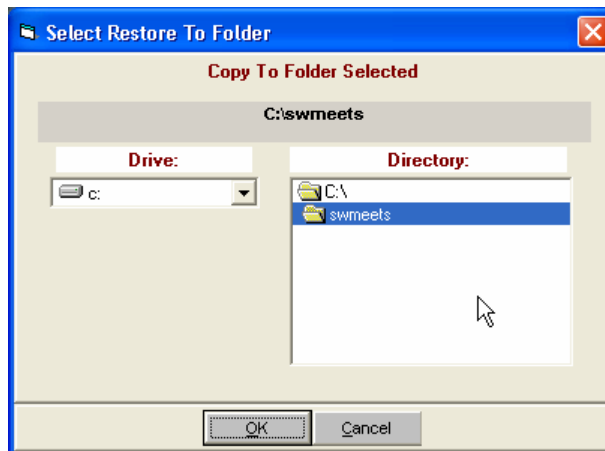 Select Restore To Folder
Copy To Folder Selected
C:\swmeets
Drive:
Directory:
c:
C:\
swmeets
OK
Cancel